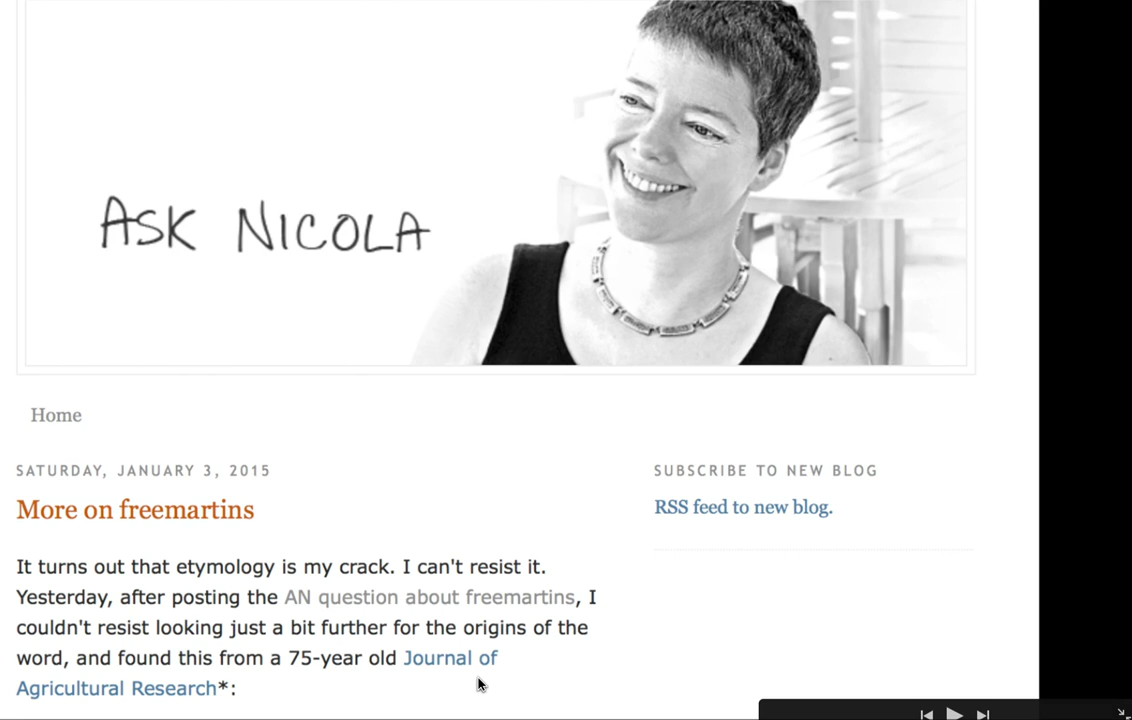 ASK NICOLA
Home
SATURDAY, JANUARY 3, 2015
More on freemartins
It turns out that etymology is my crack. I can't resist it.
Yesterday, after posting the AN question about freemartins, I
couldn't resist looking just a bit further for the origins of the
word, and found this from a 75-year old Journal of
Agricultural Research*:
SUBSCRIBE TO NEW BLOG
RSS feed to new blog.